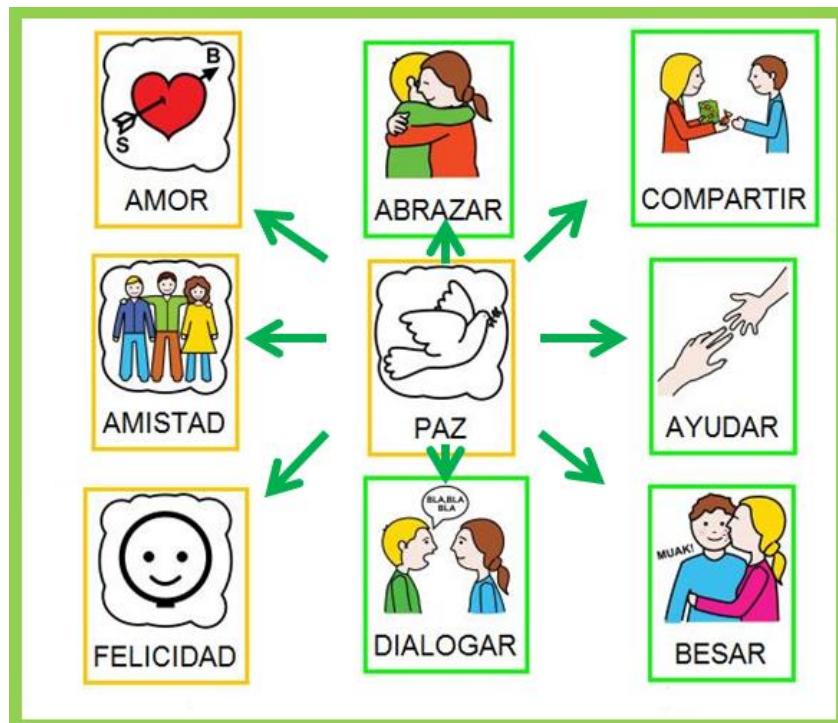 B
S
AMOR
ABRAZAR
COMPARTIR
AMISTAD
PAZ
AYUDAR
FELICIDAD
BLA,BLA
BLA
DIALOGAR
MUAK!
BESAR